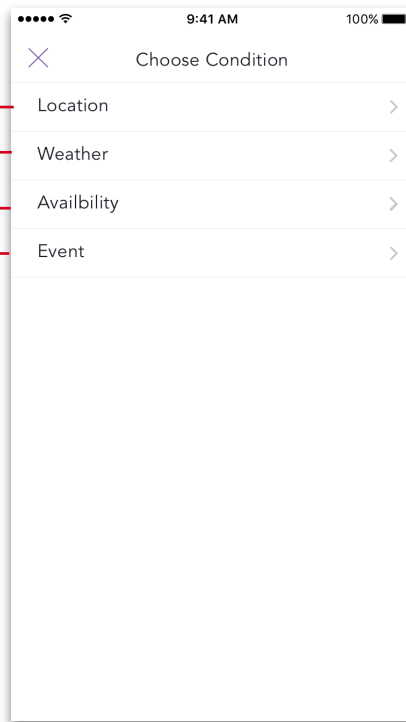 9:41 AM 100%
Choose Condition
Location
Weather
Availbility
Event